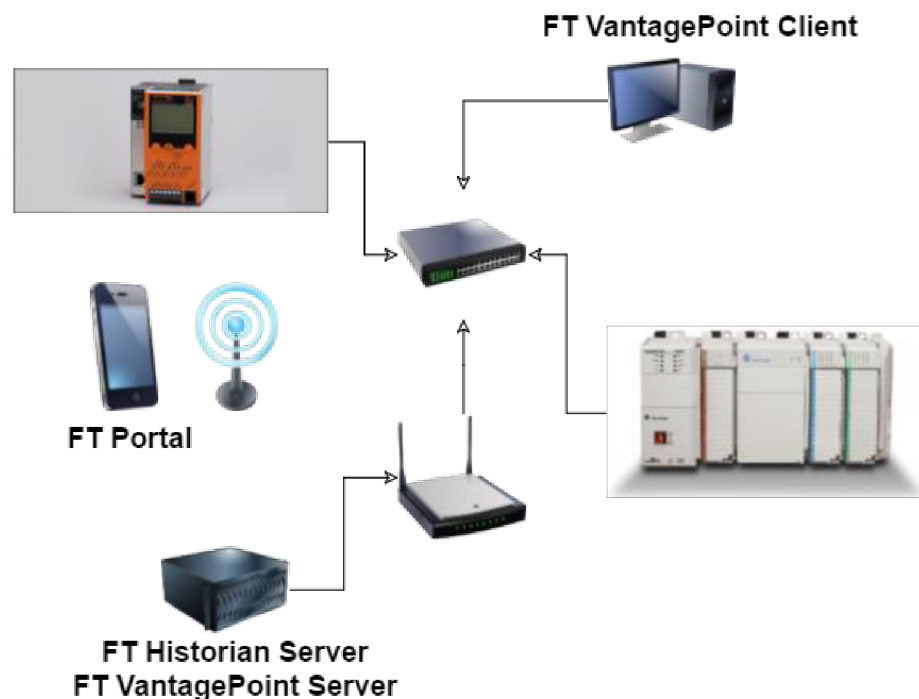 FT VantagePoint Client
FT Portal
FT Historian Server
FT VantagePoint Server